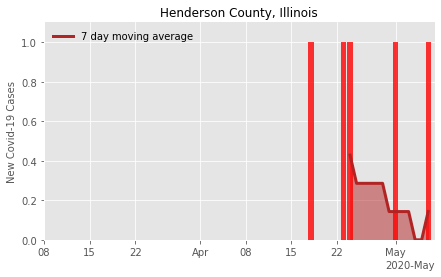 Henderson County, Illinois
7 day moving average
New Covid-19 Cases
1.0
0.8
0.6
0.4
0.2
0.0
08 15 22 Apr 08 15 22 May
2020-May